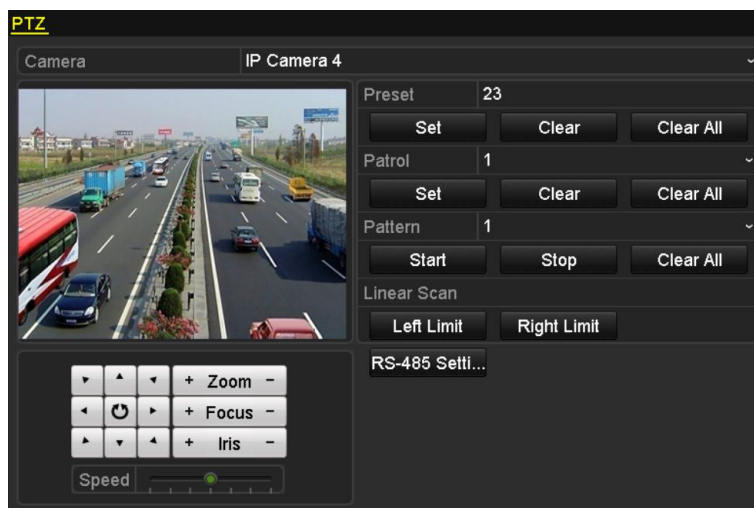 PTZ
Camera IP Camera 4
Preset 23
Set Clear Clear All
Patrol 1
Set Clear Clear All
Pattern 1
Start Stop Clear All
Linear Scan
Left Limit Right Limit
RS-485 Setti...
+ Zoom -
+ Focus -
+ Iris -
Speed